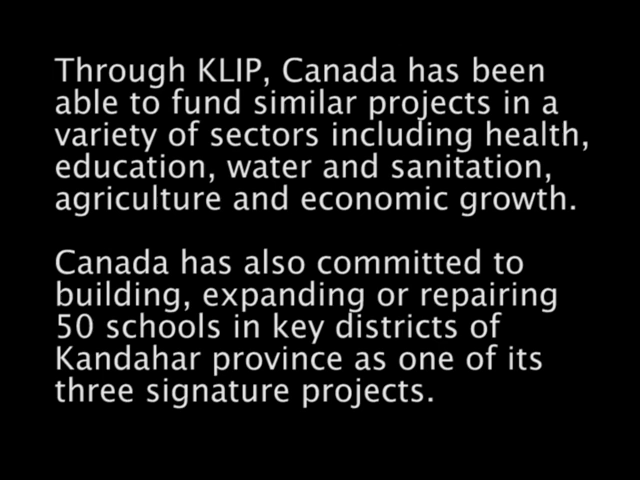 Through KLIP, Canada has been
able to fund similar projects in a
variety of sectors including health,
education, water and sanitation,
agriculture and economic growth.
Canada has also committed to
building, expanding or repairing
50 schools in key districts of
Kandahar province as one of its
three signature projects.